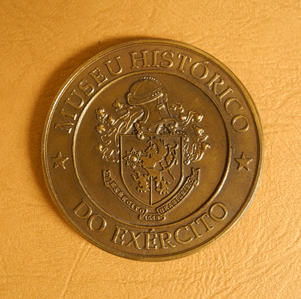 MUSEU HISTÓRICO
DO EXÉRCITO